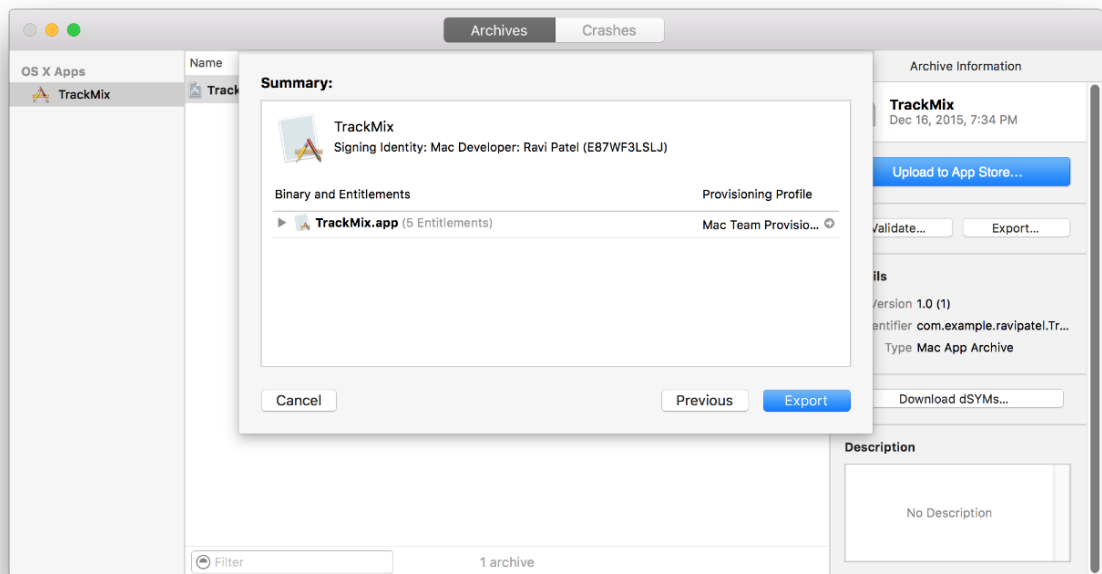 Archives
Crashes
OS X Apps
TrackMix
Name
Track
Summary:
TrackMix
Signing Identity: Mac Developer: Ravi Patel (E87WF3LSLJ)
Binary and Entitlements
Provisioning Profile
TrackMix.app (5 Entitlements)
Mac Team Provisio...
Cancel
Previous
Export
Filter
1 archive
Archive Information
TrackMix
Dec 16, 2015, 7:34 PM
Upload to App Store...
Validate...
Export...
ils
Version 1.0 (1)
entifier com.example.ravipatel.Tr...
Type Mac App Archive
Download dSYMs...
Description
No Description